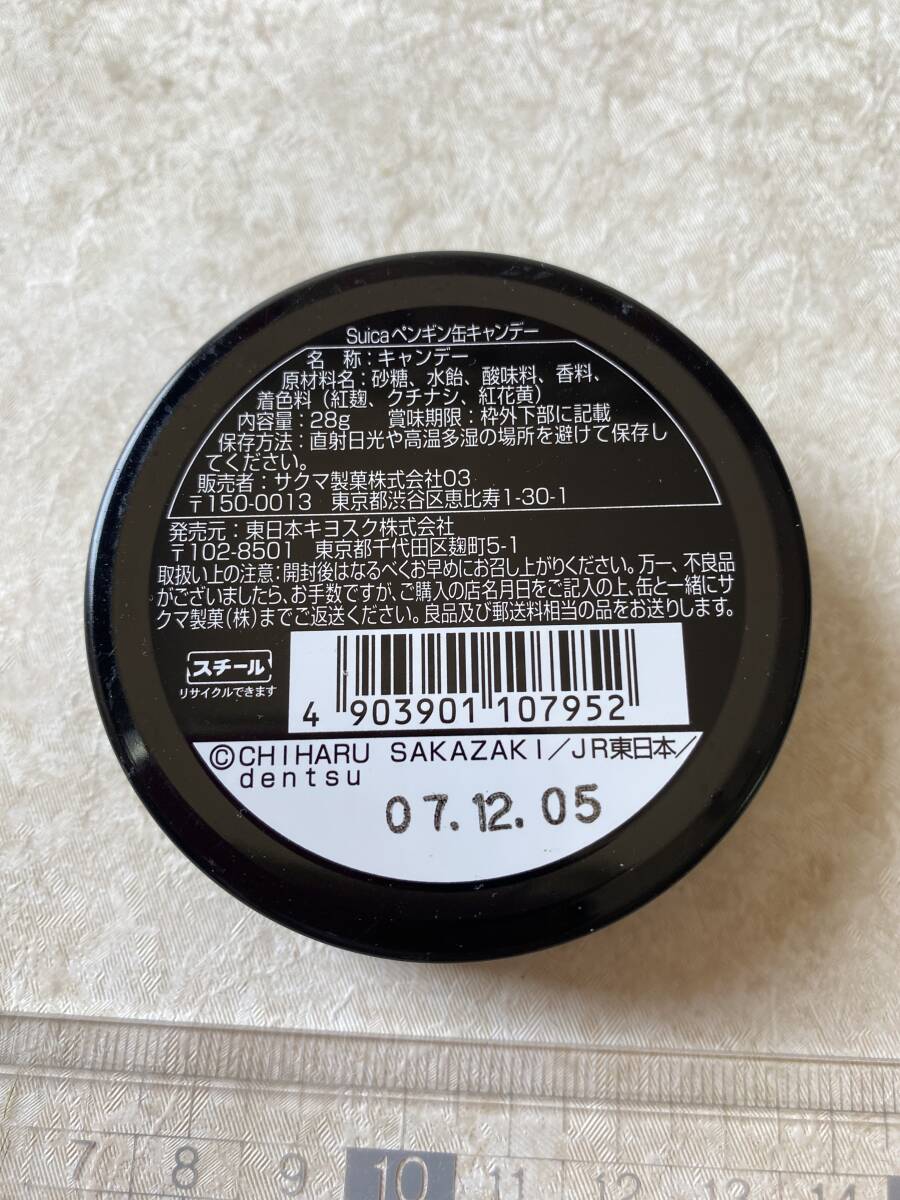 Suicaペンギン缶キャンデー
名　称：キャンデー
原材料名：砂糖、水飴、酸味料、香料、
着色料（紅麹、クチナシ、紅花黄）
内容量：28g　賞味期限：枠外下部に記載
保存方法：直射日光や高温多湿の場所を避けて保存し
てください。
販売者：サクマ製菓株式会社03
〒150-0013　東京都渋谷区恵比寿1-30-1
発売元：東日本キヨスク株式会社
〒102-8501　東京都千代田区麹町5-1
取扱い上の注意：開封後はなるべくお早めにお召し上がりください。万一、不良品
がございましたら、お手数ですが、ご購入の店名月日をご記入の上、缶と一緒にサ
クマ製菓(株)までご返送ください。良品及び郵送料相当の品をお送りします。
スチール
リサイクルできます
4 903901 107952
©CHIHARU SAKAZAKI／JR東日本／
dentsu
07.12.05
7 8 9 10 11 12 13 14